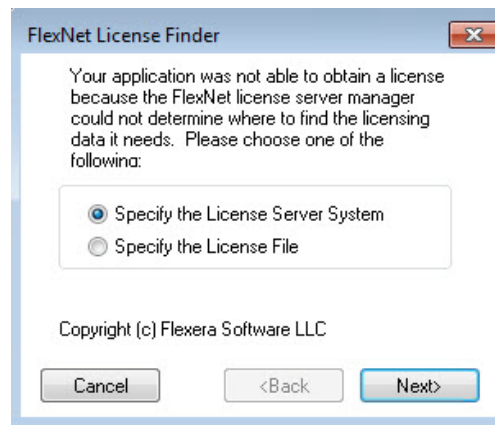 FlexNet License Finder
Your application was not able to obtain a license
because the FlexNet license server manager
could not determine where to find the licensing
data it needs. Please choose one of the
following:
Specify the License Server System
Specify the License File
Copyright (c) Flexera Software LLC
Cancel
<Back
Next>